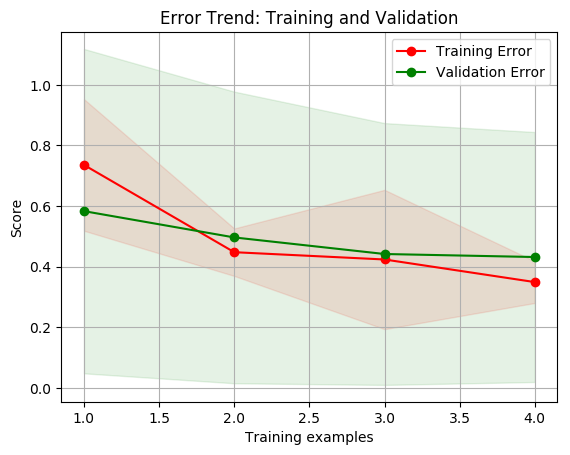 Error Trend: Training and Validation
Training Error
Validation Error
Score
1.0
0.8
0.6
0.4
0.2
0.0
1.0 1.5 2.0 2.5 3.0 3.5 4.0
Training examples